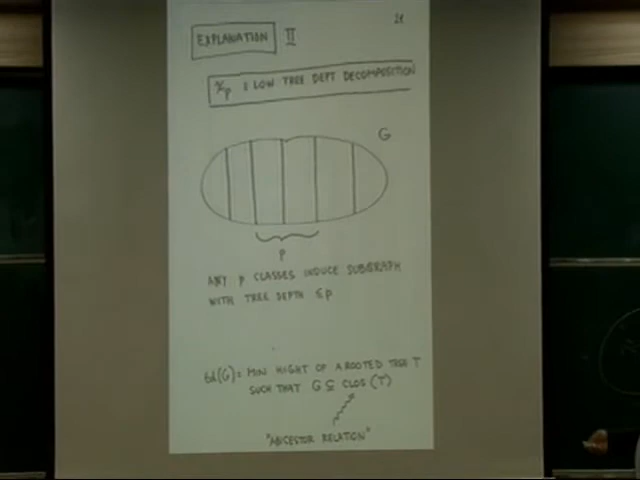 21
EXPLANATION II
χp ≡ LOW TREE DEPT DECOMPOSITION
G
P
ANY p CLASSES INDUCE SUBGRAPH
WITH TREE DEPTH ≤p
td(G) = MIN HIGHT OF A ROOTED TREE T
SUCH THAT G ⊆ CLOS (T)
"ANCESTOR RELATION"